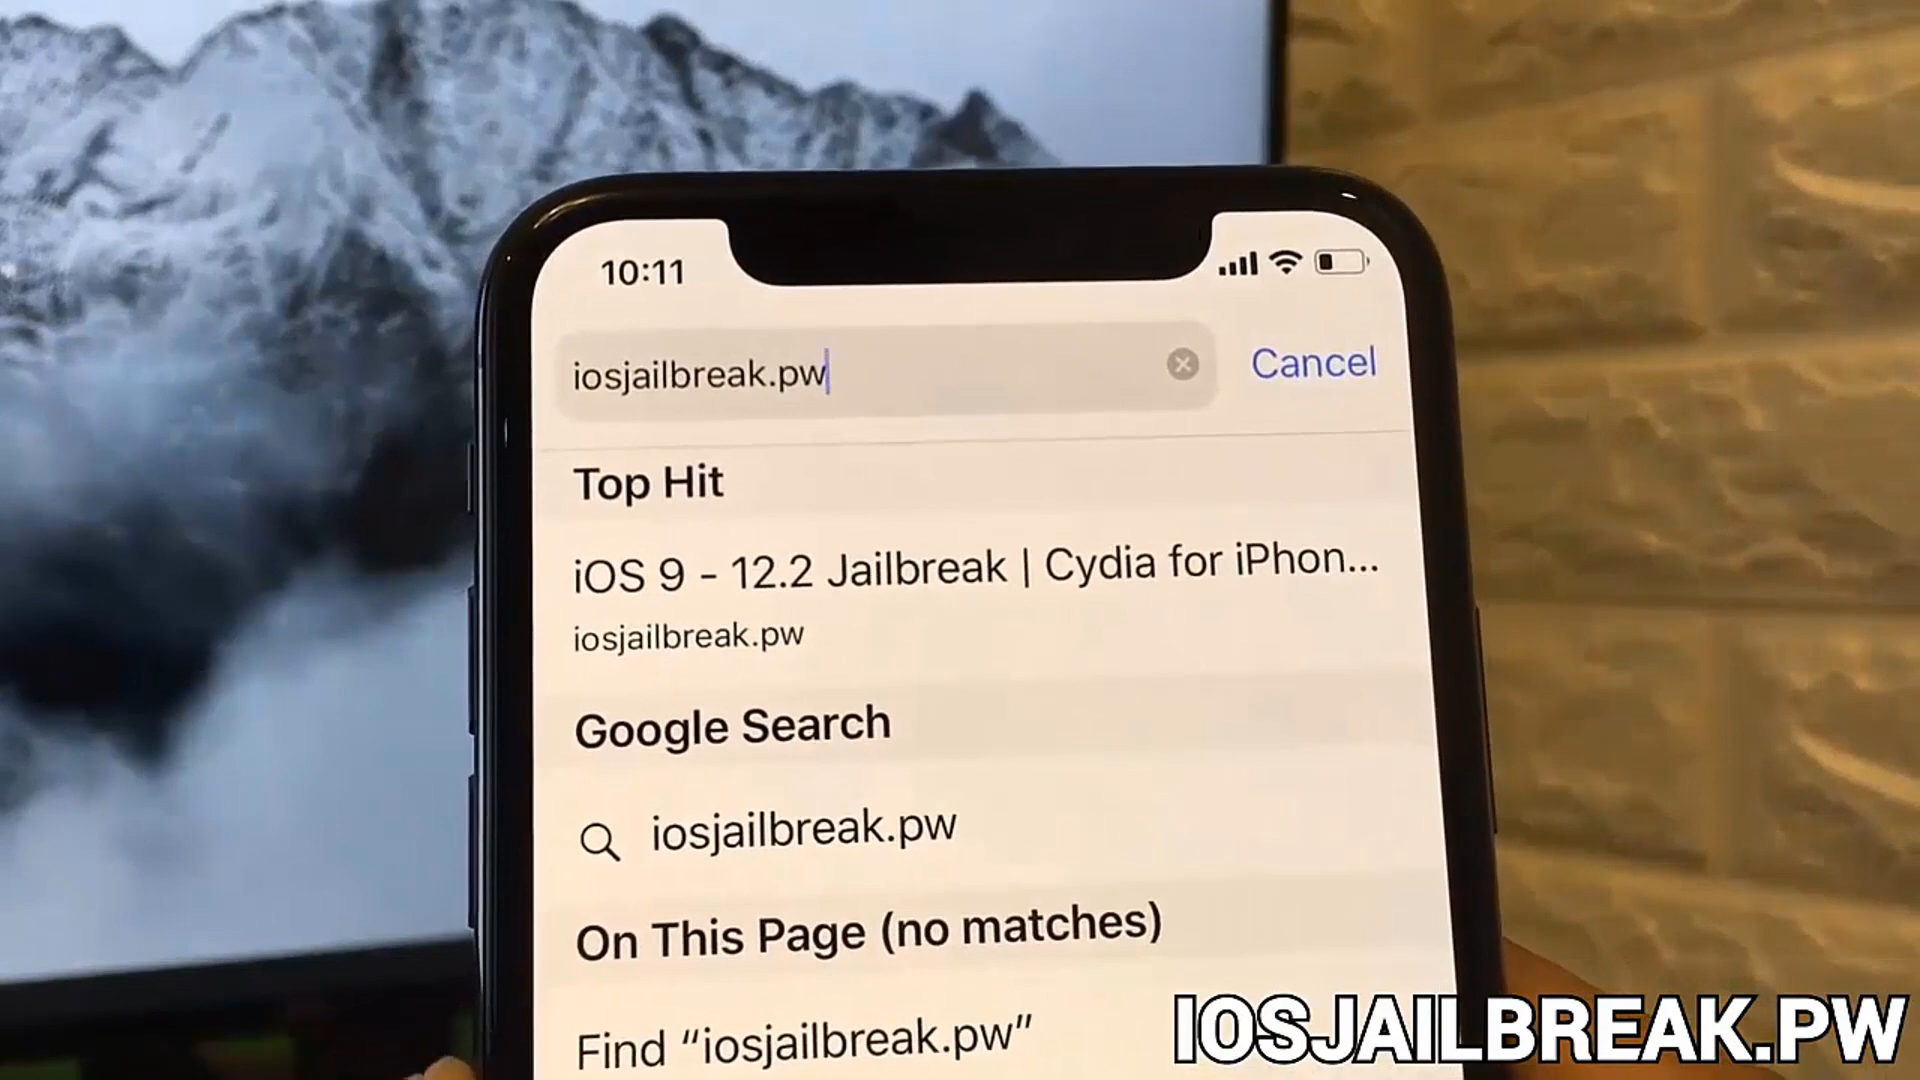 10:11
iosjailbreak.pw
Cancel
Top Hit
iOS 9 - 12.2 Jailbreak | Cydia for iPhon...
iosjailbreak.pw
Google Search
iosjailbreak.pw
On This Page (no matches)
Find “iosjailbreak.pw”
IOSJAILBREAK.PW